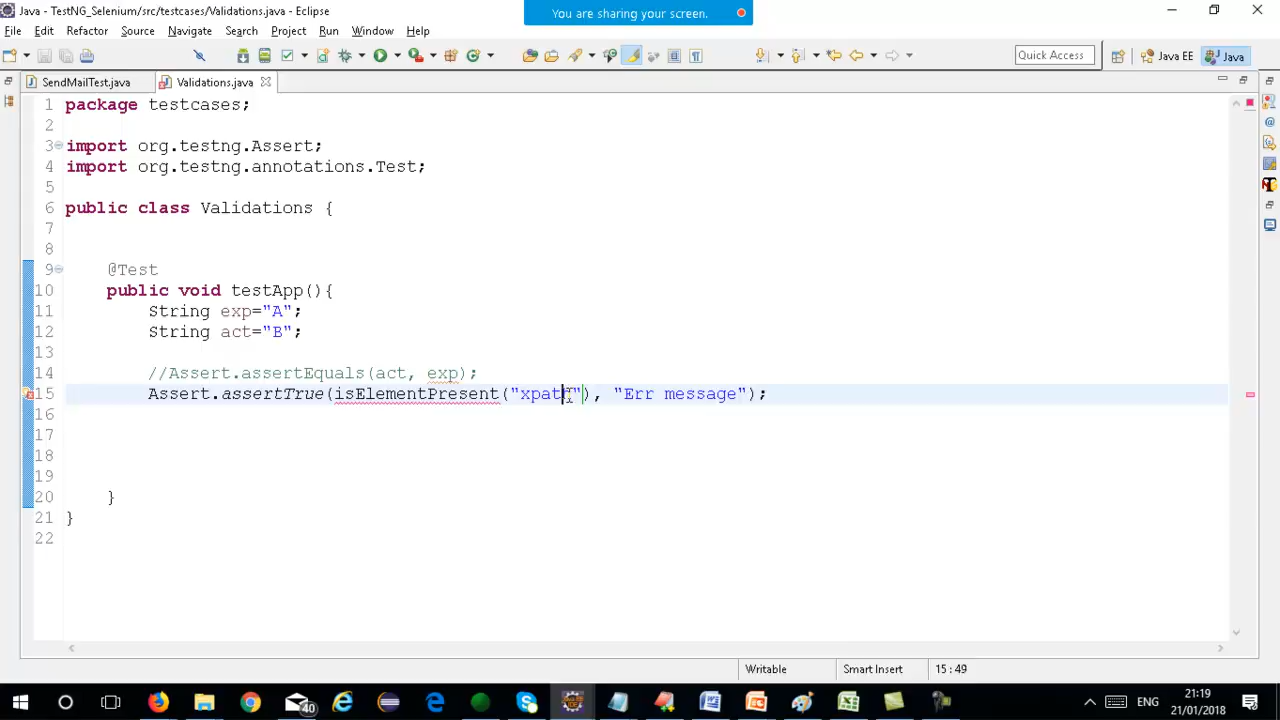 Java - TestNG_Selenium/src/testcases/Validations.java - Eclipse
You are sharing your screen.
File Edit Refactor Source Navigate Search Project Run Window Help
Quick Access Java EE Java
SendMailTest.java Validations.java
1 package testcases;
2
3 import org.testng.Assert;
4 import org.testng.annotations.Test;
5
6 public class Validations {
7
8
9 @Test
10 public void testApp(){
11 String exp="A";
12 String act="B";
13
14 //Assert.assertEquals(act, exp);
15 Assert.assertTrue(isElementPresent("xpath"), "Err message");
16
17
18
19
20 }
21 }
22
Writable Smart Insert 15 : 49
40 ENG 21:19
21/01/2018